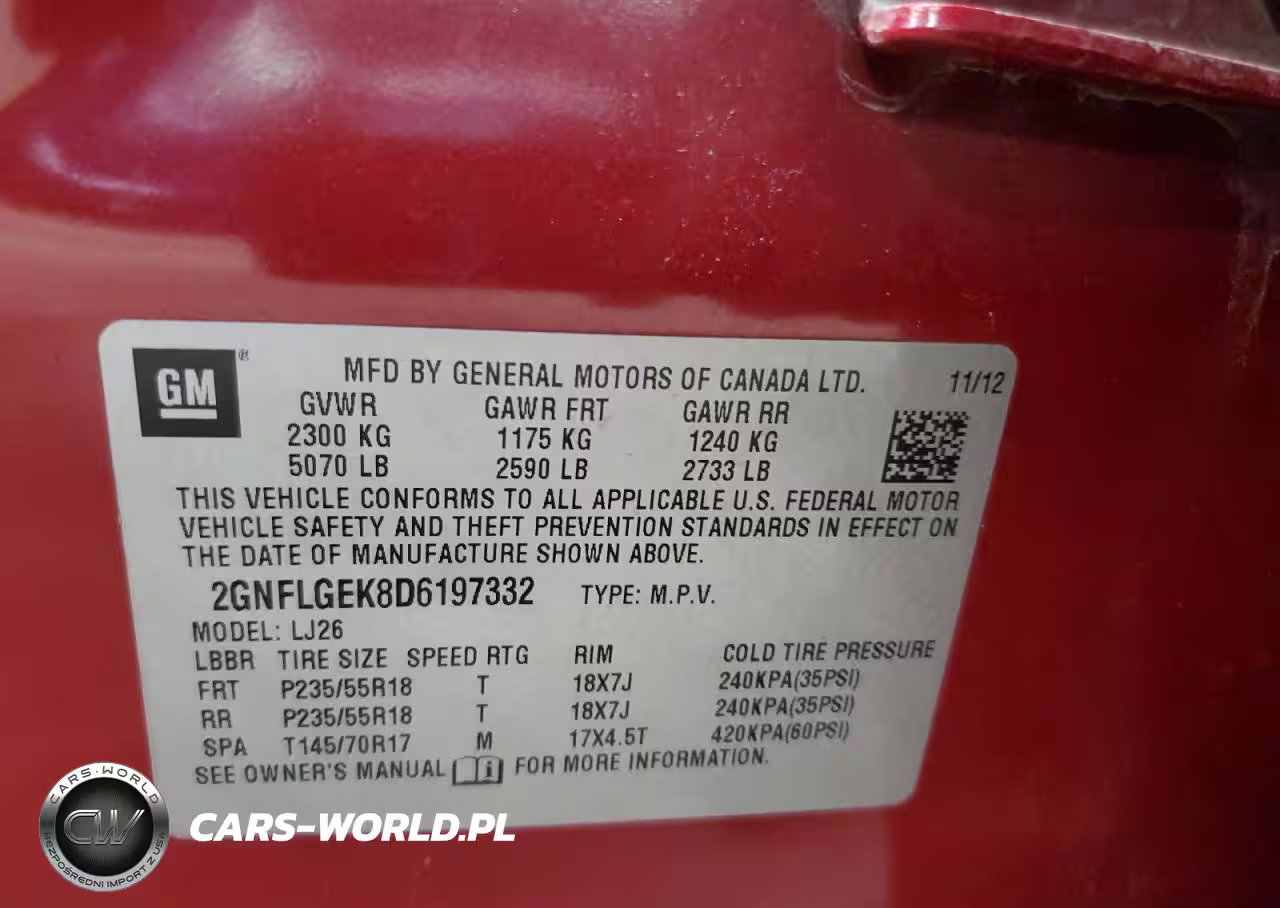 GM ®
MFD BY GENERAL MOTORS OF CANADA LTD. 11/12
GVWR GAWR FRT GAWR RR
2300 KG 1175 KG 1240 KG
5070 LB 2590 LB 2733 LB
THIS VEHICLE CONFORMS TO ALL APPLICABLE U.S. FEDERAL MOTOR
VEHICLE SAFETY AND THEFT PREVENTION STANDARDS IN EFFECT ON
THE DATE OF MANUFACTURE SHOWN ABOVE.
2GNFLGEK8D6197332 TYPE: M.P.V.
MODEL: LJ26
LBBR TIRE SIZE SPEED RTG RIM COLD TIRE PRESSURE
FRT P235/55R18 T 18X7J 240KPA(35PSI)
RR P235/55R18 T 18X7J 240KPA(35PSI)
SPA T145/70R17 M 17X4.5T 420KPA(60PSI)
SEE OWNER'S MANUAL FOR MORE INFORMATION.
CARS-WORLD
CW
BEZPOŚREDNI IMPORT Z USA
CARS-WORLD.PL